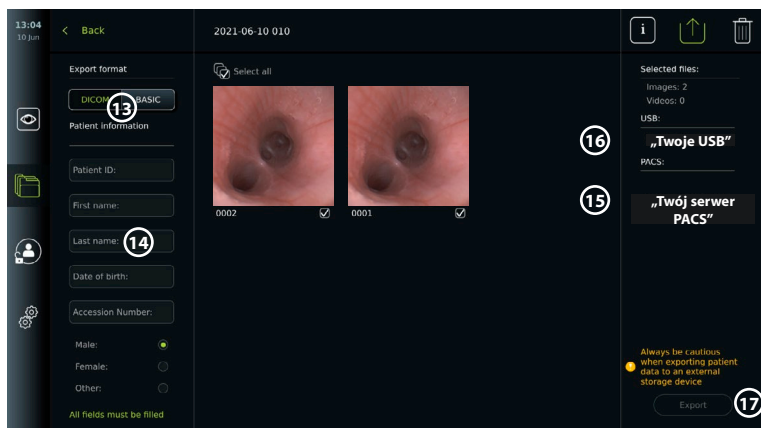 13:04
10 Jun
Back
2021-06-10 010
i
Export format
DICOM
13
BASIC
Patient information
Patient ID:
First name:
Last name:
14
Date of birth:
Accession Number:
Male:
Female:
Other:
All fields must be filled
Select all
0002
0001
Selected files:
Images: 2
Videos: 0
USB:
16
„Twoje USB”
PACS:
15
„Twój serwer
PACS”
Always be cautious
when exporting patient
data to an external
storage device
Export
17